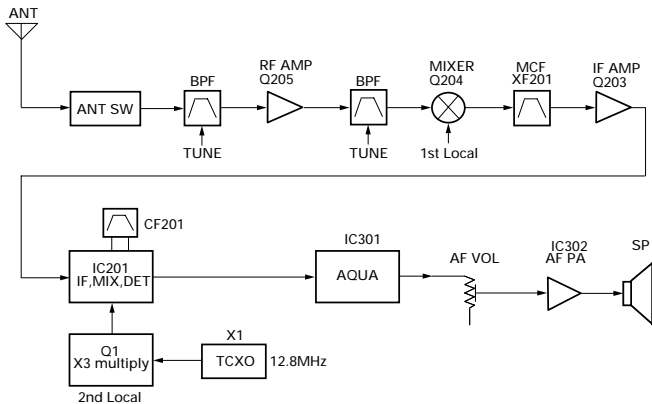 ANT
ANT SW
BPF
TUNE
RF AMP
Q205
BPF
TUNE
MIXER
Q204
1st Local
MCF
XF201
IF AMP
Q203
CF201
IC201
IF,MIX,DET
IC301
AQUA
AF VOL
IC302
AF PA
SP
Q1
X3 multiply
2nd Local
X1
TCXO
12.8MHz